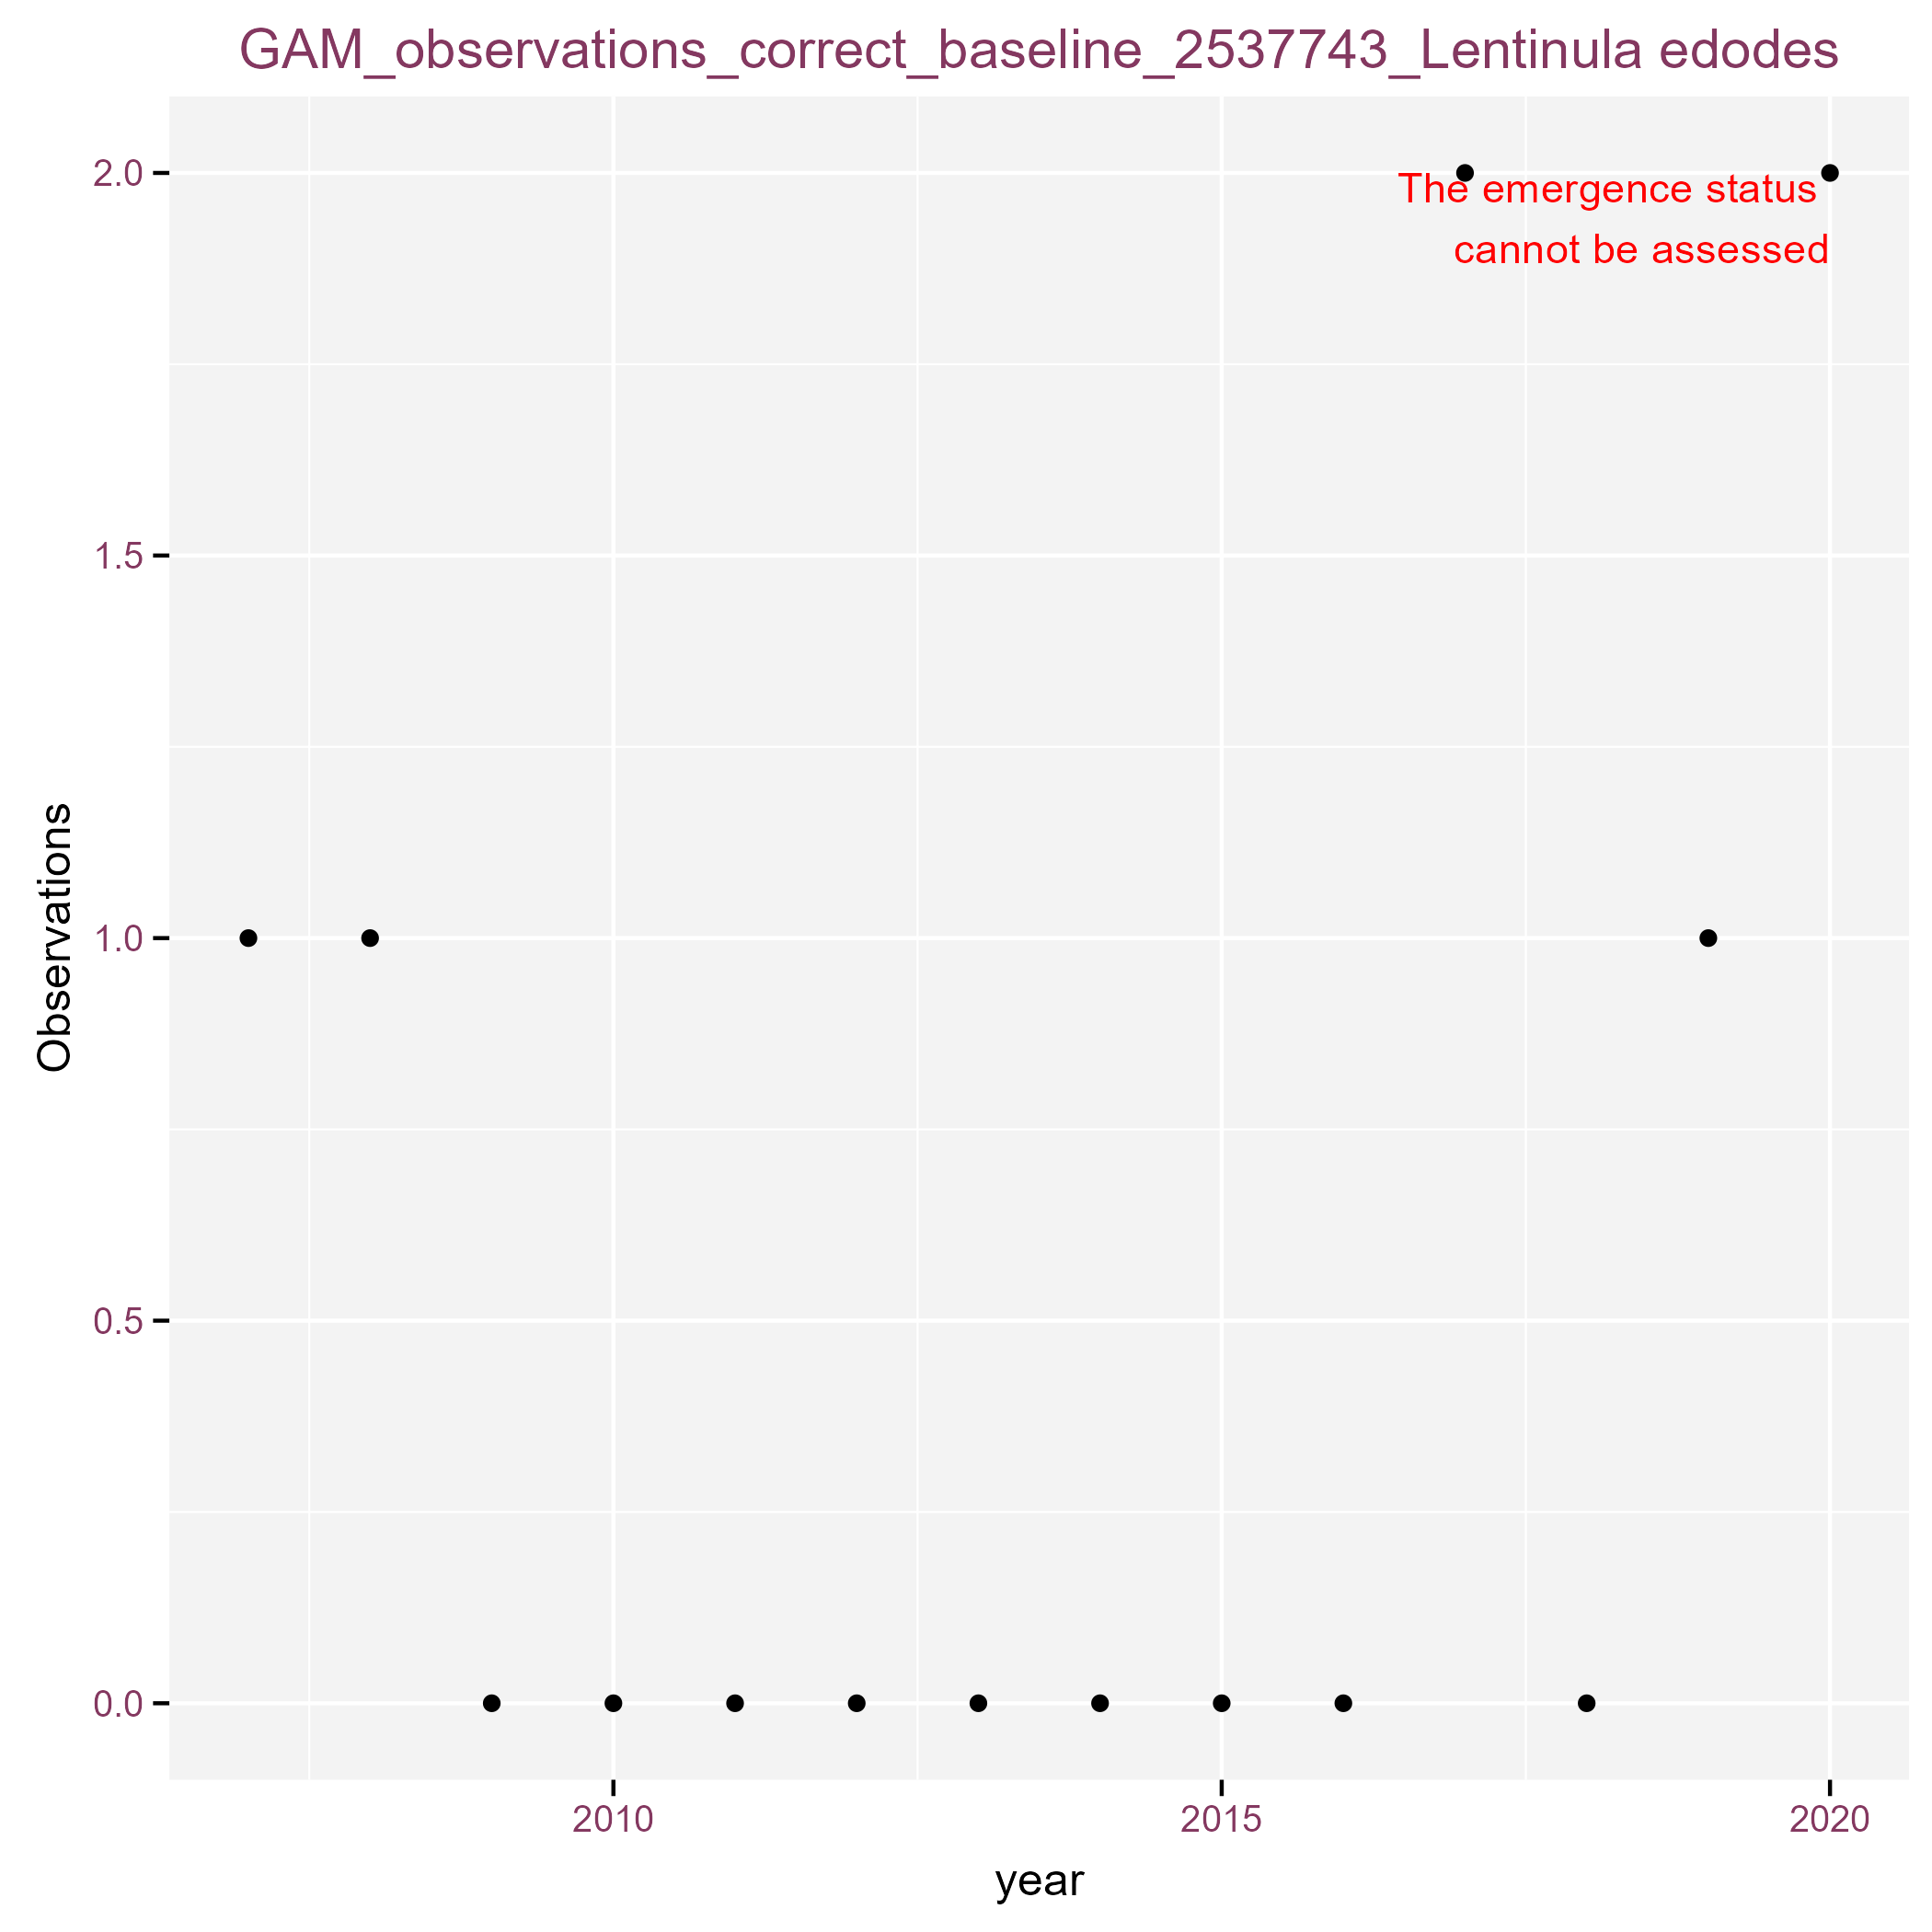 GAM_observations_correct_baseline_2537743_Lentinula edodes
2.0
The emergence status
cannot be assessed
1.5
Observations
1.0
0.5
0.0
2010 2015 2020
year